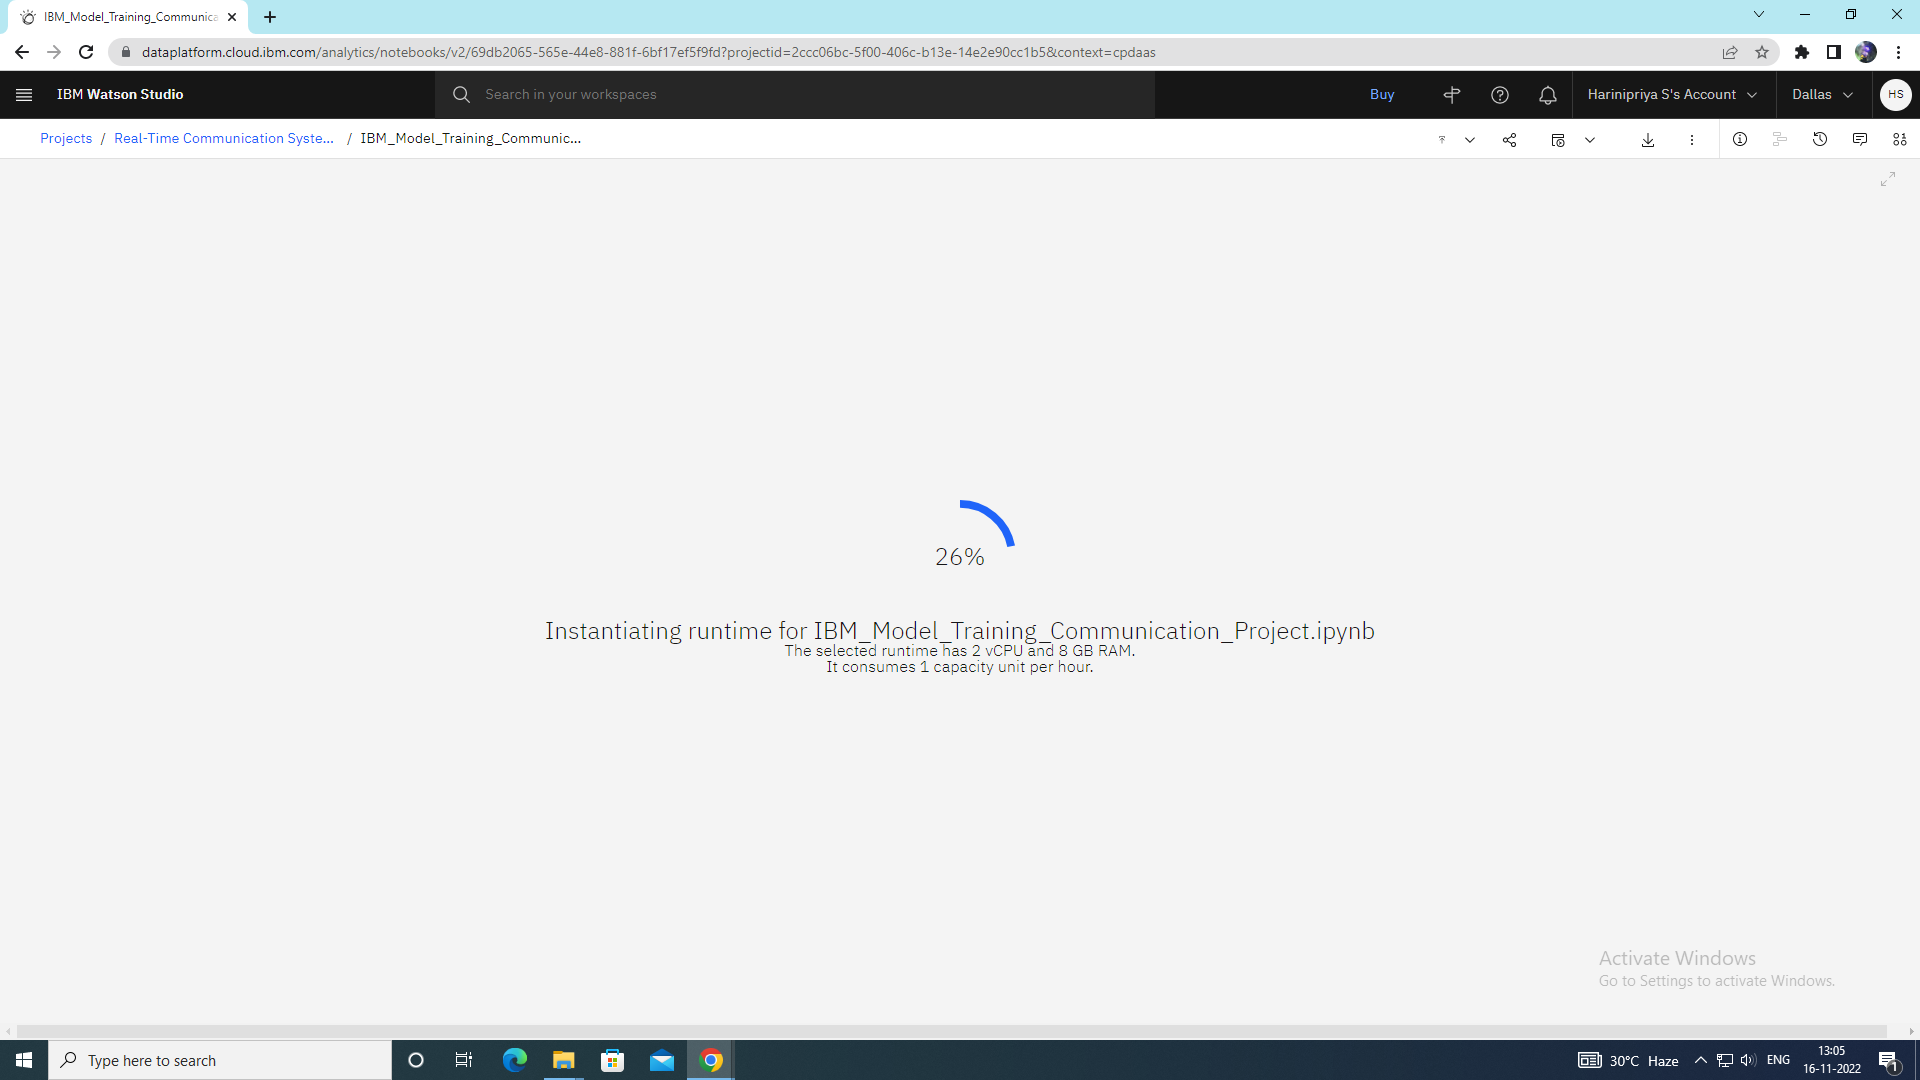 IBM_Model_Training_Communica
dataplatform.cloud.ibm.com/analytics/notebooks/v2/69db2065-565e-44e8-881f-6bf17ef5f9fd?projectid=2ccc06bc-5f00-406c-b13e-14e2e90cc1b5&context=cpdaas
IBM Watson Studio
Search in your workspaces
Buy
Harinipriya S's Account
Dallas
HS
Projects / Real-Time Communication Syste... / IBM_Model_Training_Communic...
26%
Instantiating runtime for IBM_Model_Training_Communication_Project.ipynb
The selected runtime has 2 vCPU and 8 GB RAM.
It consumes 1 capacity unit per hour.
Activate Windows
Go to Settings to activate Windows.
Type here to search
30°C Haze
ENG
13:05
16-11-2022
1